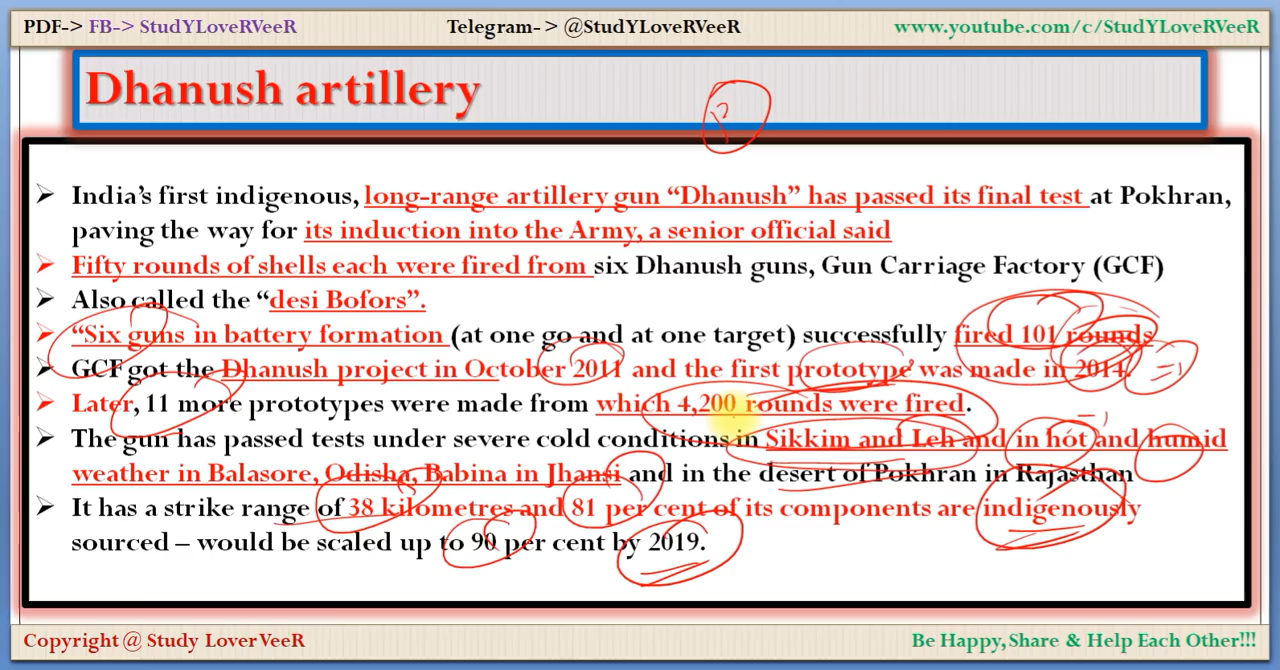 PDF-> FB-> StudYLoveRVeeR Telegram- > @StudYLoveRVeeR www.youtube.com/c/StudYLoveRVeeR
Dhanush artillery
➢ India’s first indigenous, long-range artillery gun “Dhanush” has passed its final test at Pokhran,
paving the way for its induction into the Army, a senior official said
➢ Fifty rounds of shells each were fired from six Dhanush guns, Gun Carriage Factory (GCF)
➢ Also called the “desi Bofors”.
➢ “Six guns in battery formation (at one go and at one target) successfully fired 101 rounds
➢ GCF got the Dhanush project in October 2011 and the first prototype was made in 2014.
➢ Later, 11 more prototypes were made from which 4,200 rounds were fired.
➢ The gun has passed tests under severe cold conditions in Sikkim and Leh and in hot and humid
weather in Balasore, Odisha, Babina in Jhansi and in the desert of Pokhran in Rajasthan
➢ It has a strike range of 38 kilometres and 81 per cent of its components are indigenously
sourced – would be scaled up to 90 per cent by 2019.
Copyright @ Study LoverVeeR Be Happy,Share & Help Each Other!!!